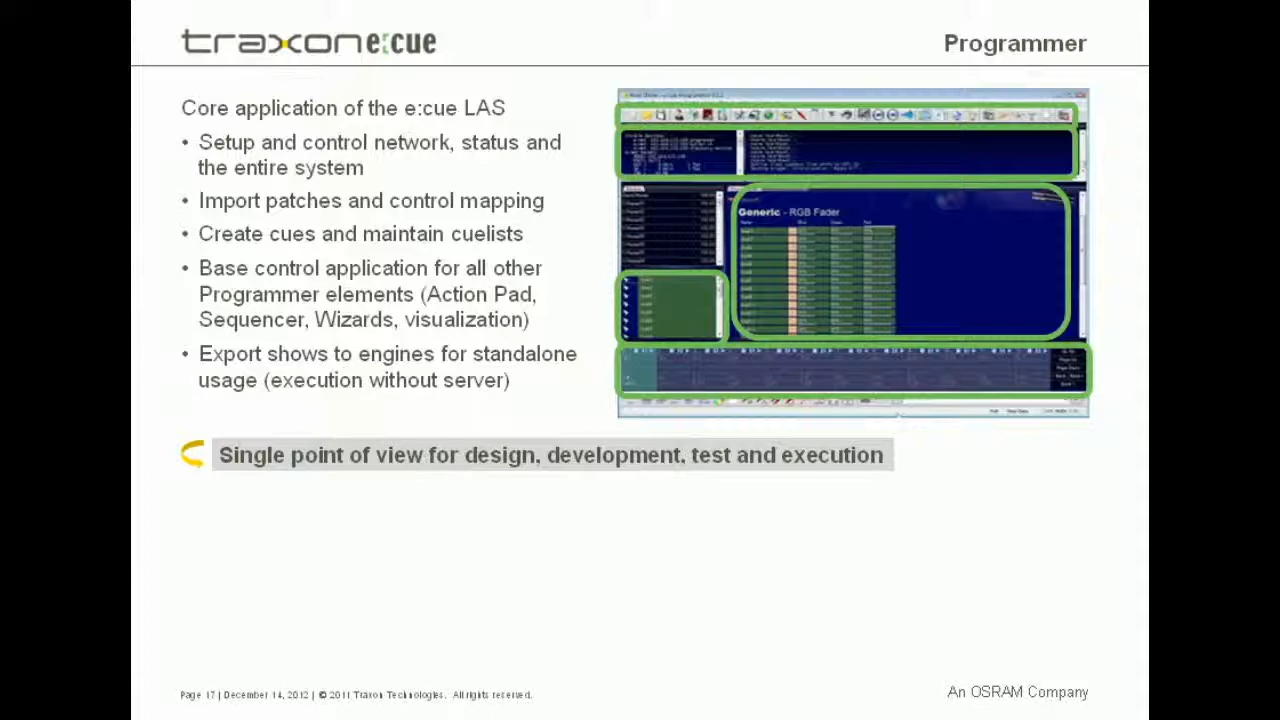 traxon e:cue
Programmer
Core application of the e:cue LAS
• Setup and control network, status and
the entire system
• Import patches and control mapping
• Create cues and maintain cuelists
• Base control application for all other
Programmer elements (Action Pad,
Sequencer, Wizards, visualization)
• Export shows to engines for standalone
usage (execution without server)
Generic - RGB Fader
Single point of view for design, development, test and execution
Page 17 | December 14, 2012 | © 2011 Traxon Technologies. All rights reserved.
An OSRAM Company